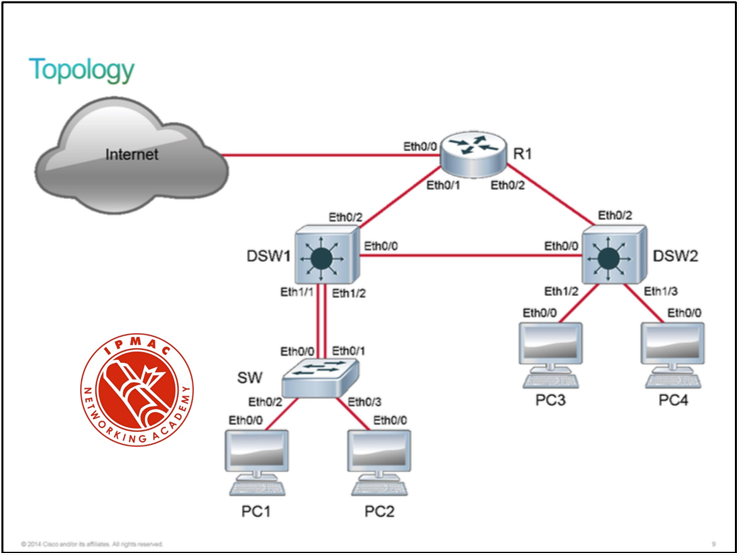 Topology
Internet
Eth0/0
R1
Eth0/1
Eth0/2
Eth0/2
Eth0/2
DSW1
Eth0/0
Eth0/0
DSW2
Eth1/1
Eth1/2
Eth1/2
Eth1/3
Eth0/0
Eth0/0
IPMAC
NETWORKING ACADEMY
Eth0/0
Eth0/1
SW
Eth0/2
Eth0/3
PC3
PC4
Eth0/0
Eth0/0
PC1
PC2
© 2014 Cisco and/or its affiliates. All rights reserved.
9